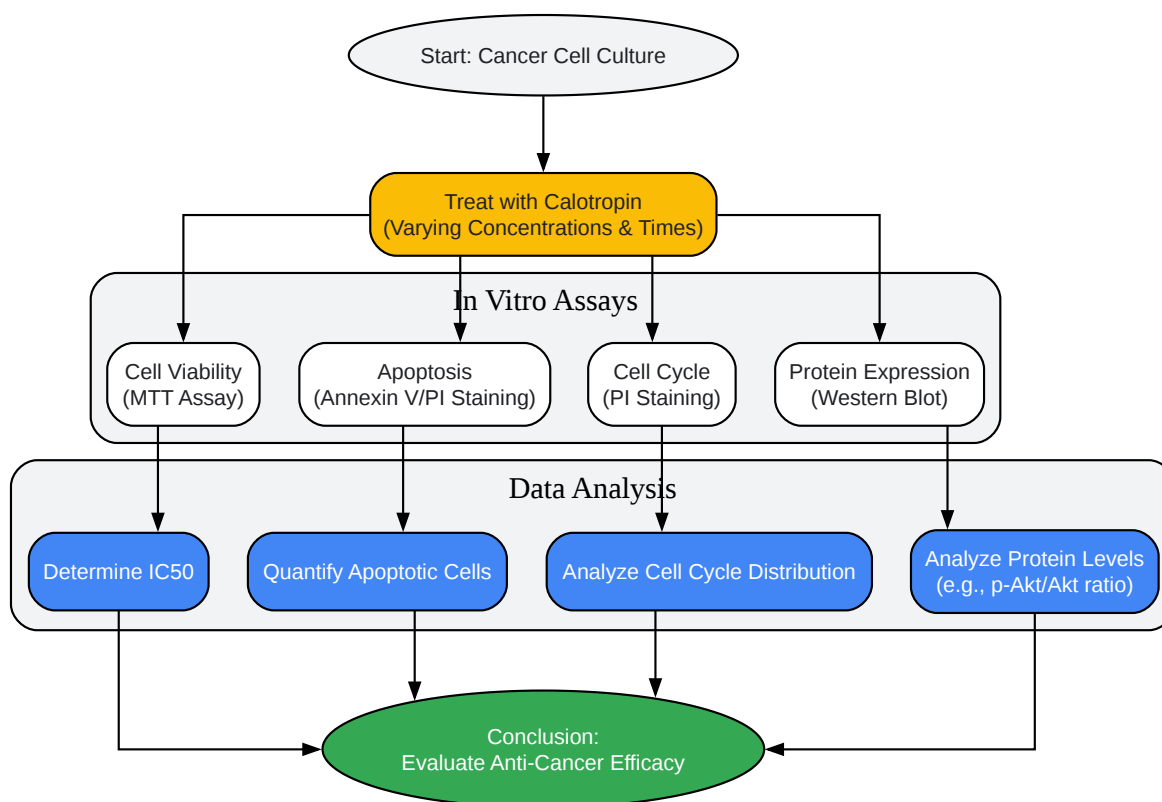 Start: Cancer Cell Culture
Treat with Calotropin
(Varying Concentrations & Times)
In Vitro Assays
Cell Viability
(MTT Assay)
Apoptosis
(Annexin V/PI Staining)
Cell Cycle
(PI Staining)
Protein Expression
(Western Blot)
Data Analysis
Determine IC50
Quantify Apoptotic Cells
Analyze Cell Cycle Distribution
Analyze Protein Levels
(e.g., p-Akt/Akt ratio)
Conclusion:
Evaluate Anti-Cancer Efficacy